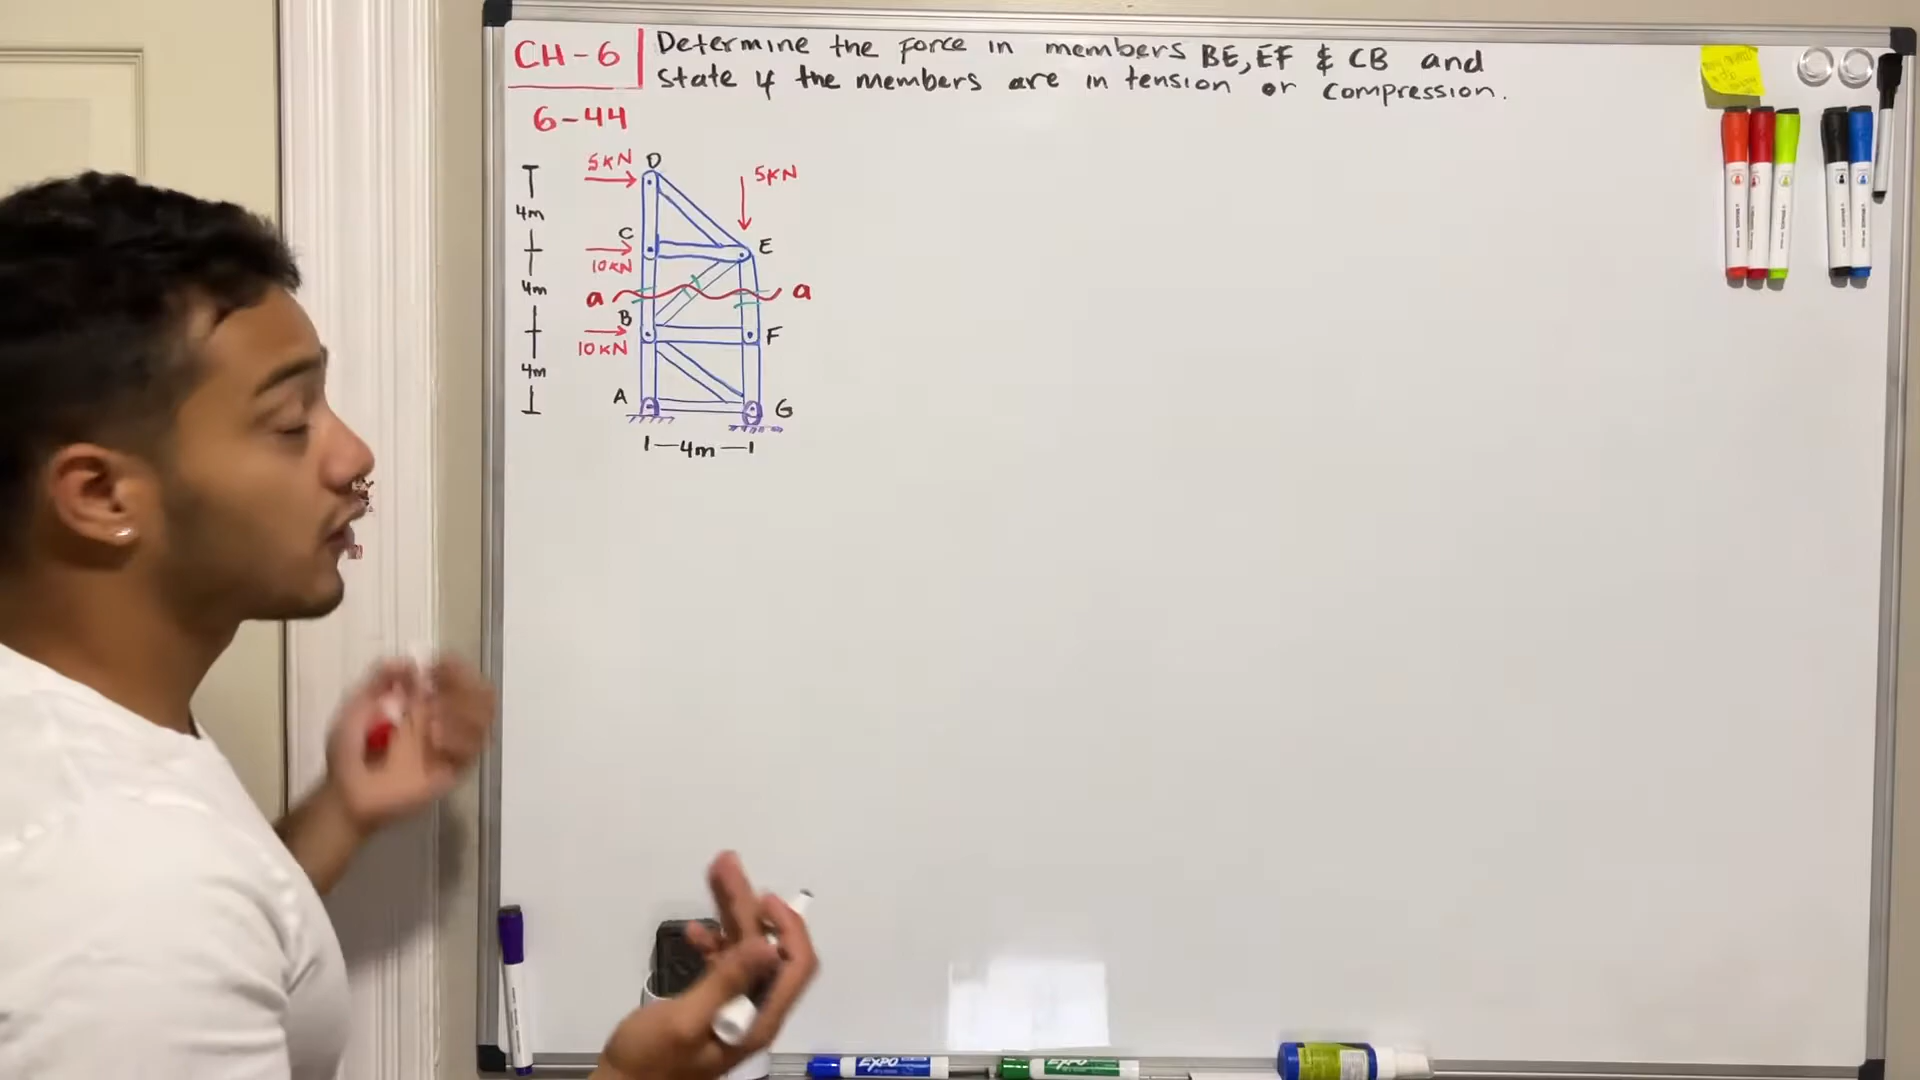 CH-6
Determine the force in members BE, EF & CB and
state if the members are in tension or compression.
6-44
5KN
D
5KN
4m
C
E
10KN
4m
a
a
B
F
10KN
4m
A
G
4m
EXPO
EXPO